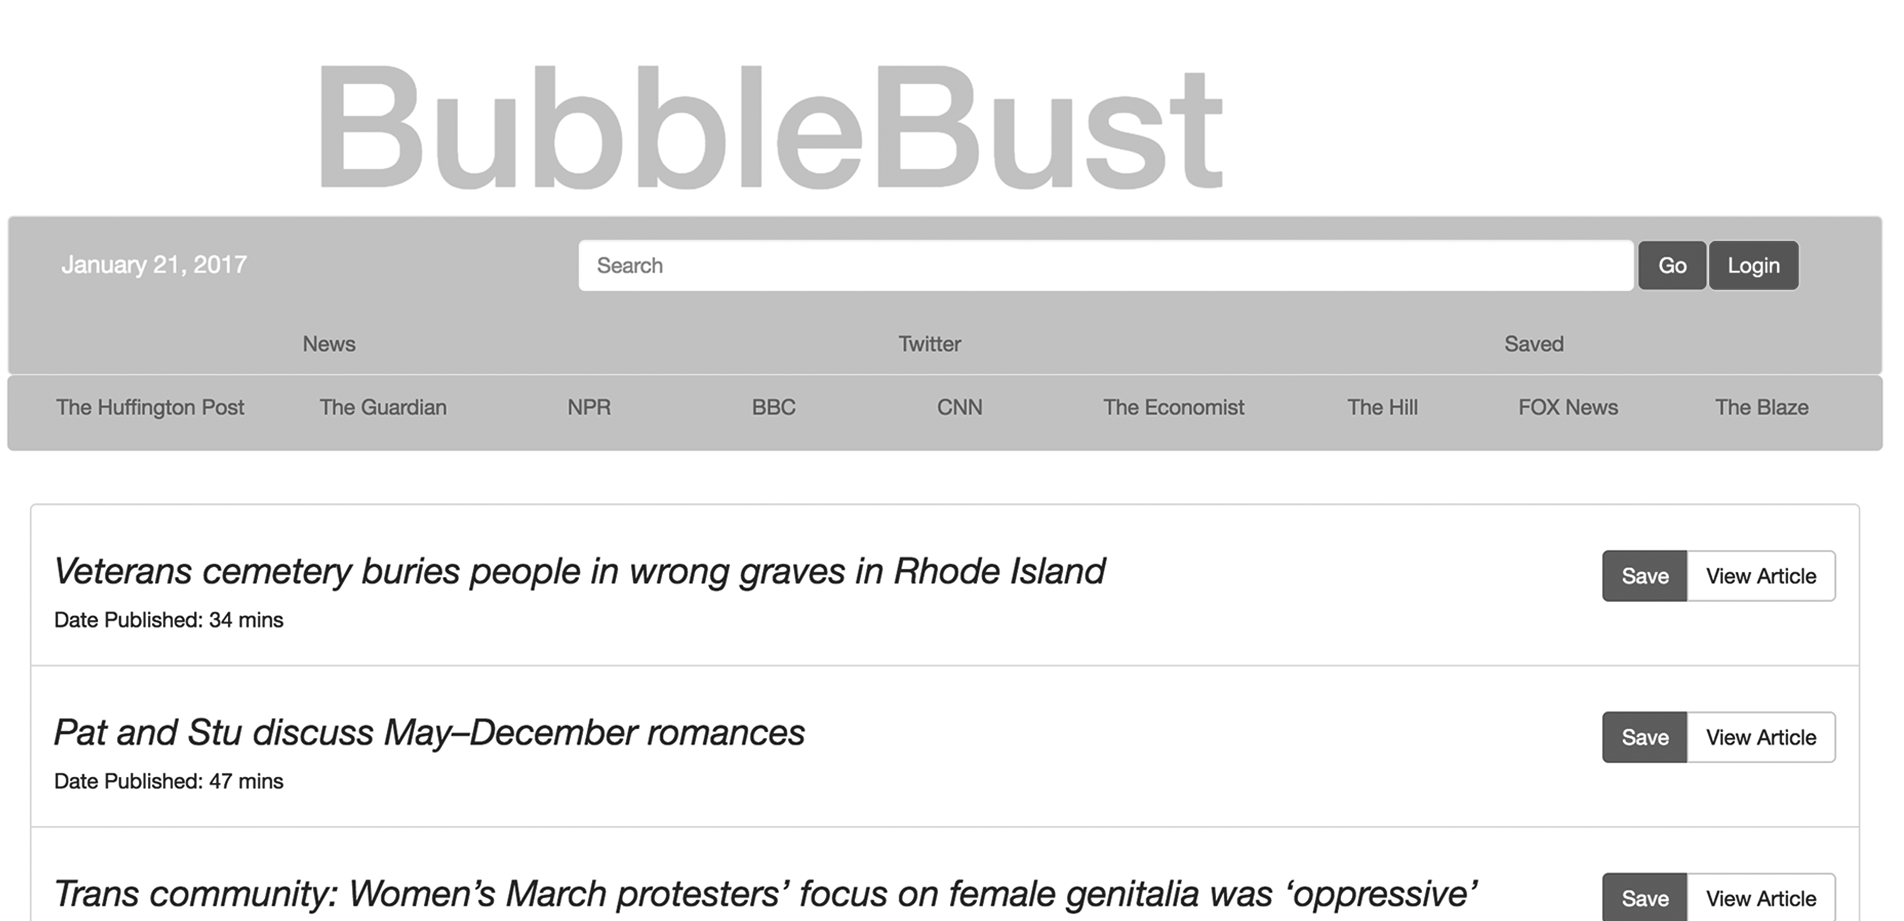 BubbleBust
January 21, 2017 Search Go Login
News Twitter Saved
The Huffington Post The Guardian NPR BBC CNN The Economist The Hill FOX News The Blaze
Veterans cemetery buries people in wrong graves in Rhode Island Save View Article
Date Published: 34 mins
Pat and Stu discuss May–December romances Save View Article
Date Published: 47 mins
Trans community: Women’s March protesters’ focus on female genitalia was ‘oppressive’ Save View Article